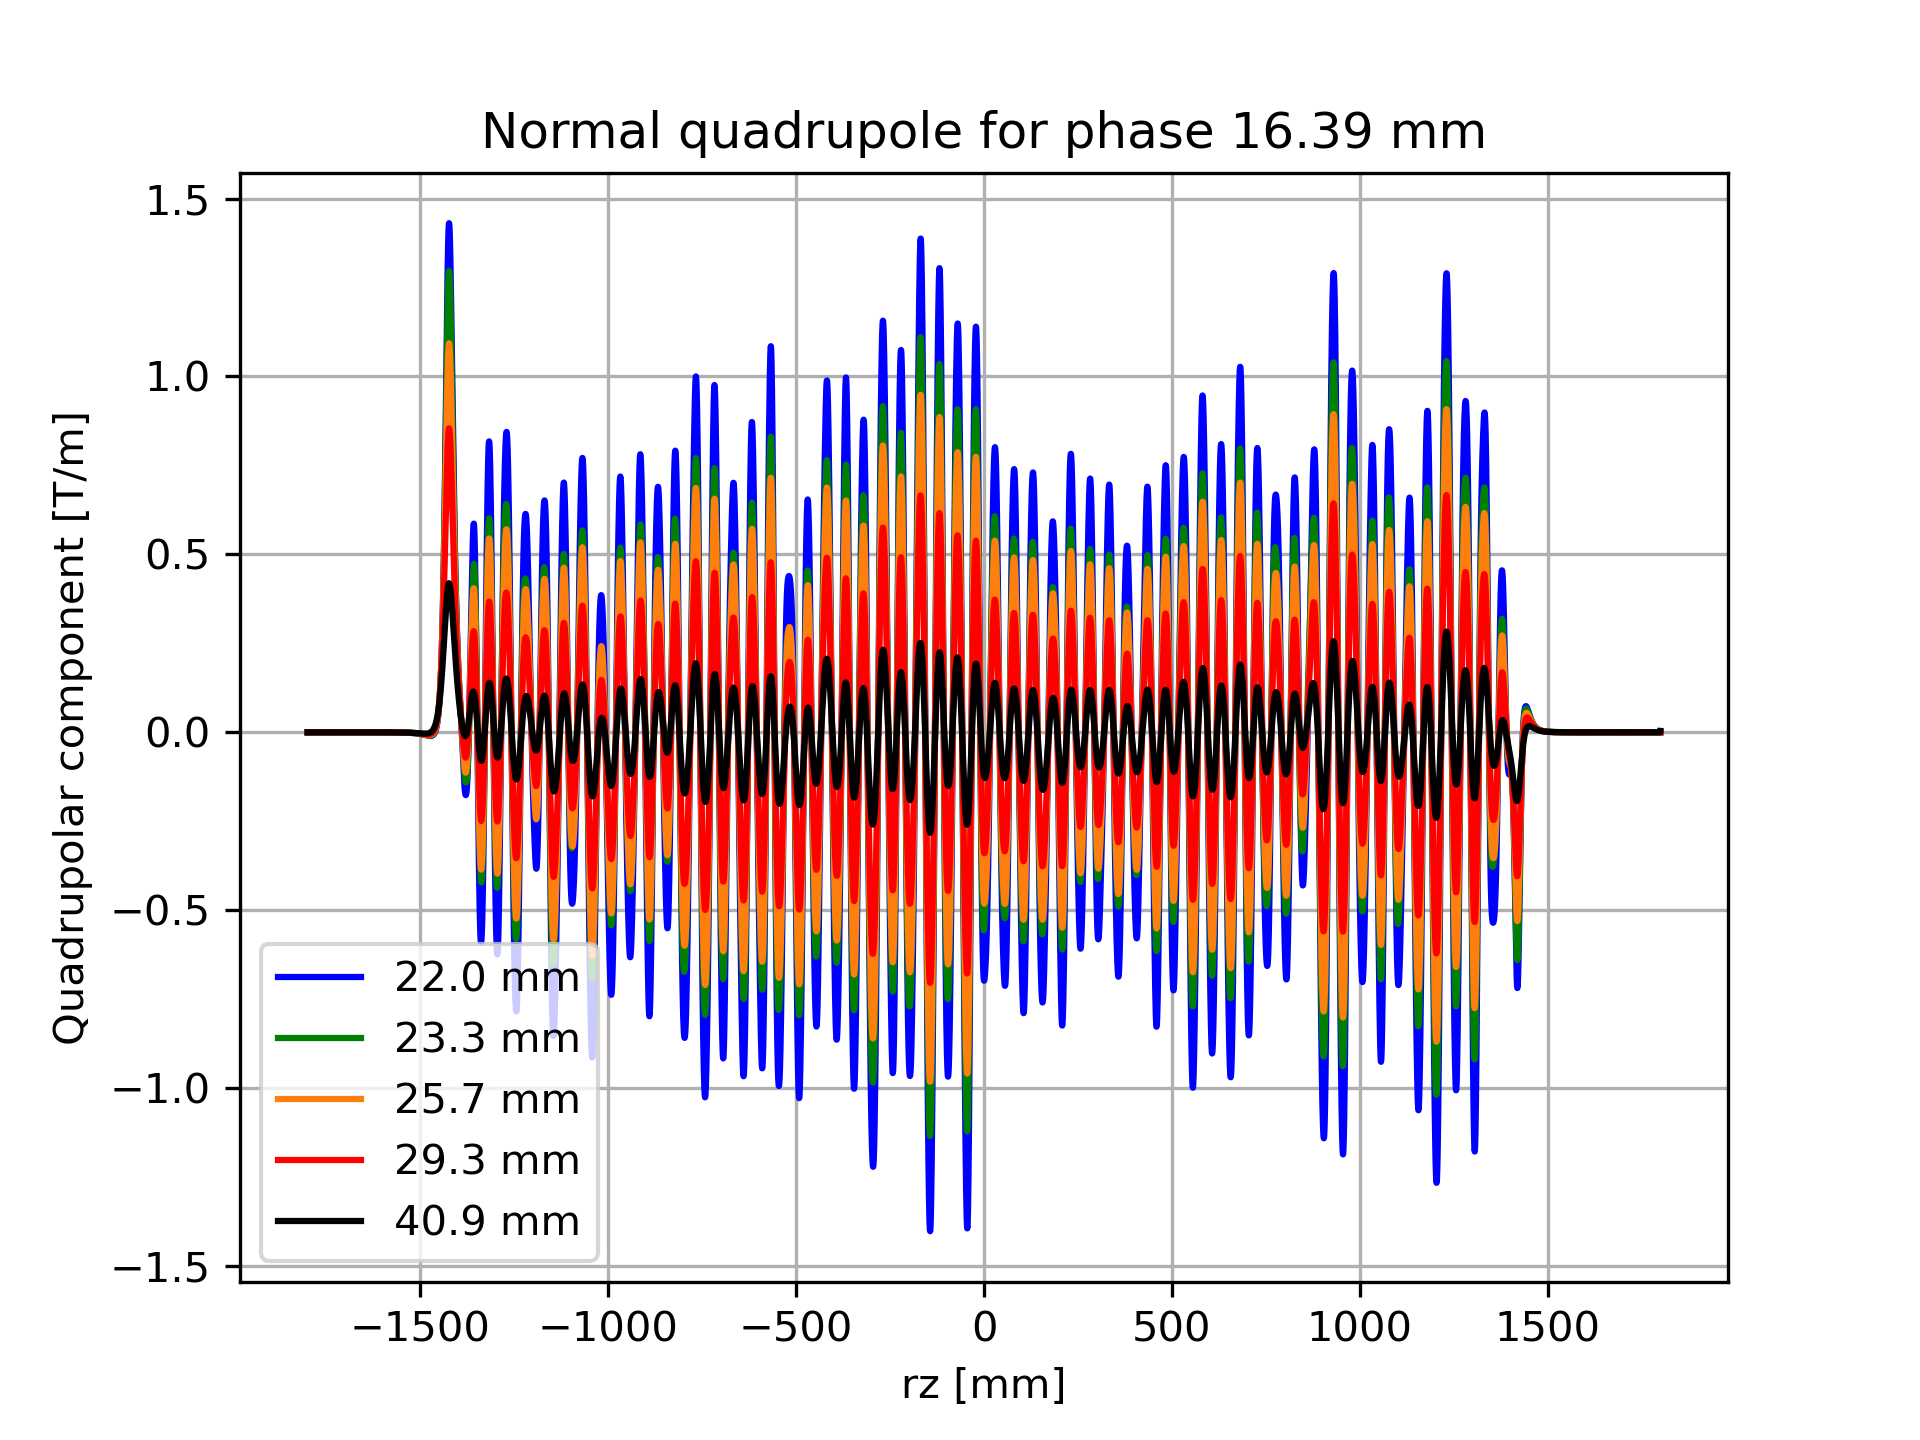 Normal quadrupole for phase 16.39 mm
Quadrupolar component [T/m]
1.5
1.0
0.5
0.0
−0.5
−1.0
−1.5
22.0 mm
23.3 mm
25.7 mm
29.3 mm
40.9 mm
−1500 −1000 −500 0 500 1000 1500
rz [mm]